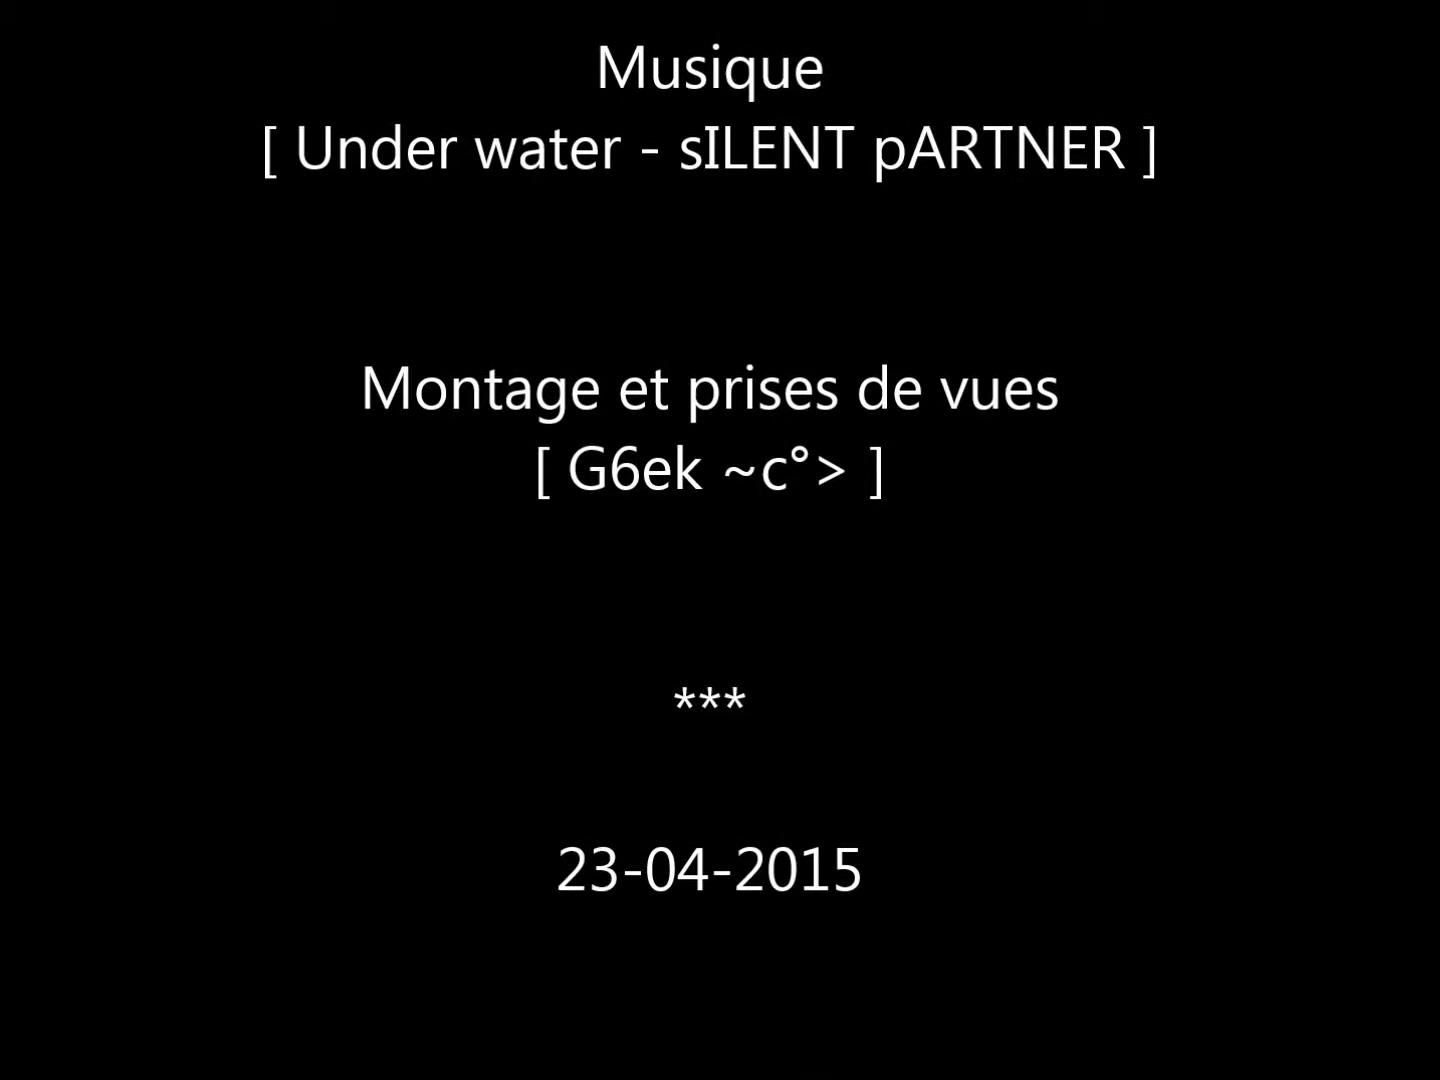 Musique
[ Under water - sILENT pARTNER ]
Montage et prises de vues
[ G6ek ~c°> ]
***
23-04-2015